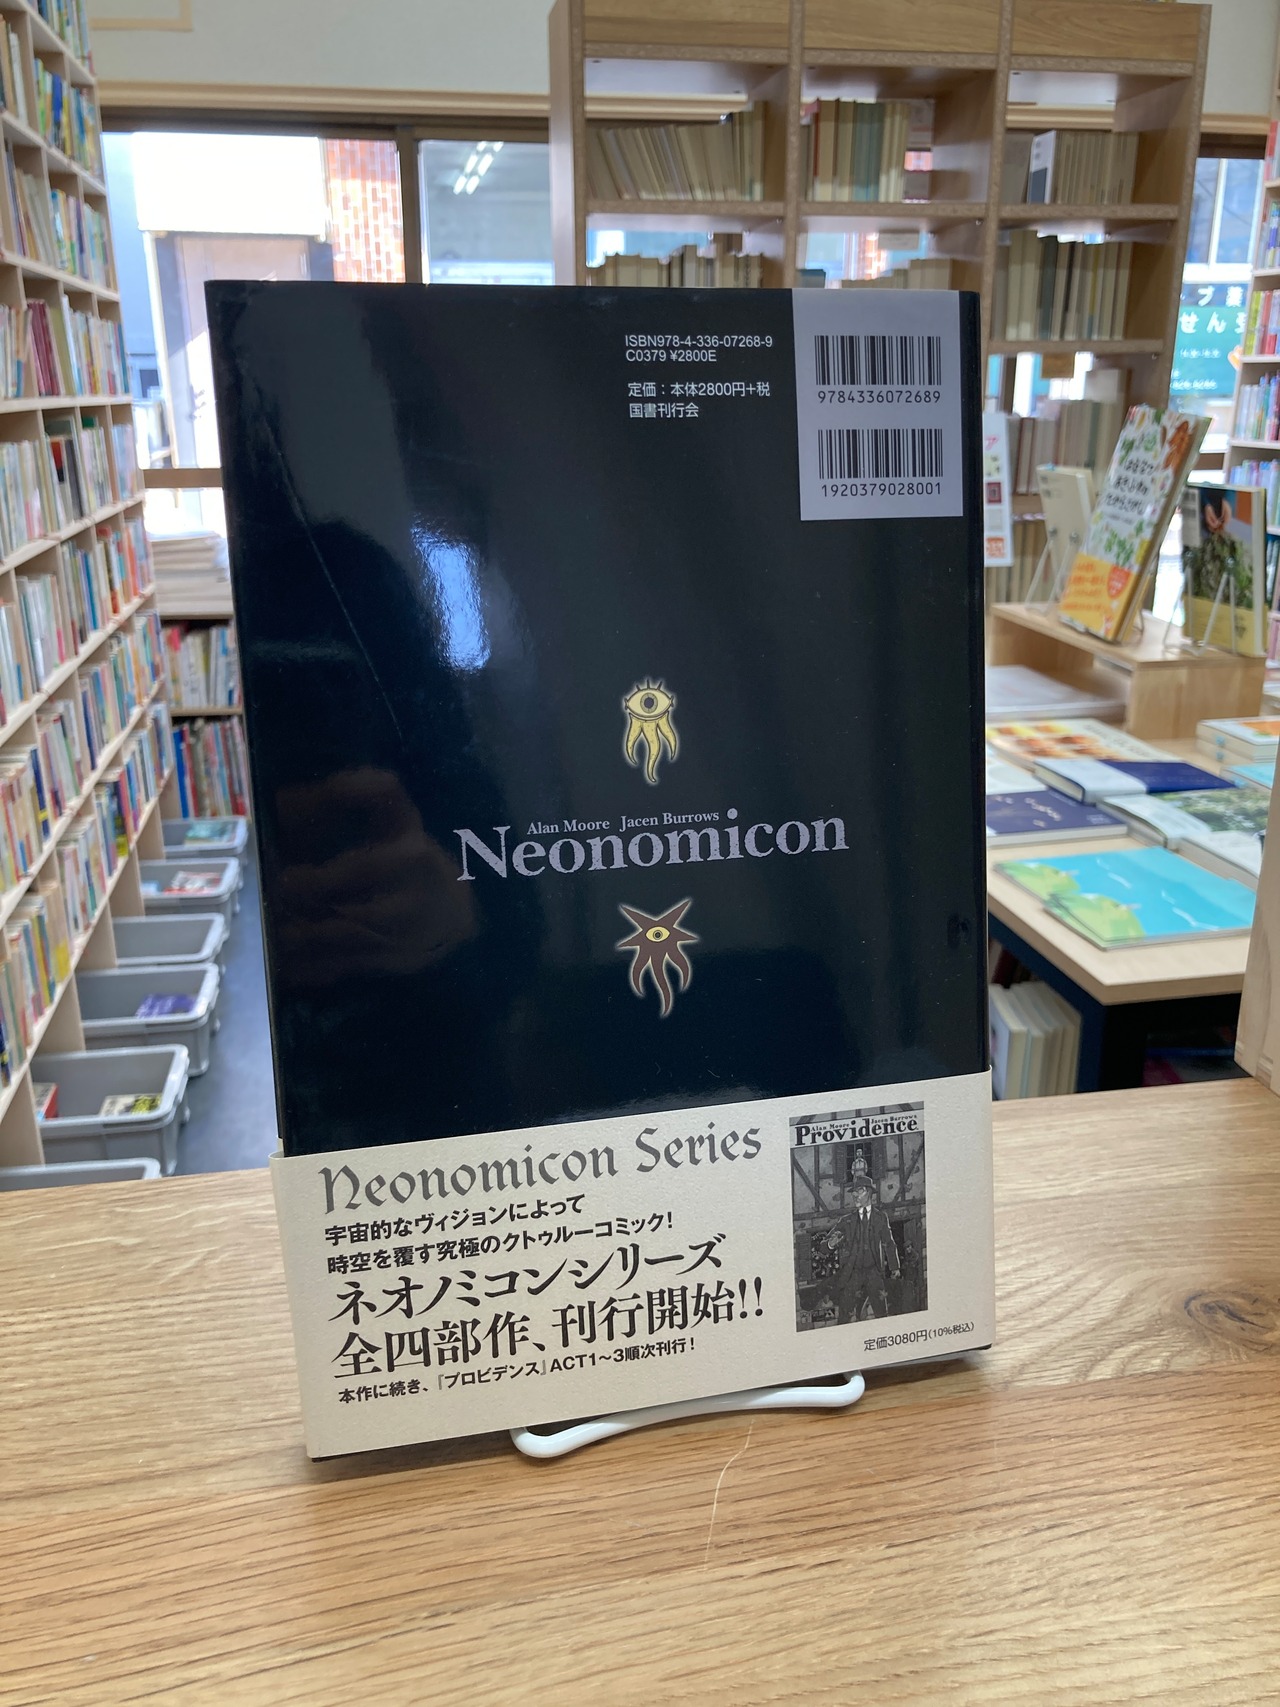 ISBN978-4-336-07268-9
C0379 ¥2800E
定価：本体2800円+税
国書刊行会
9784336072689
1920379028001
Alan Moore Jacen Burrows
Neonomicon
Neonomicon Series
宇宙的なヴィジョンによって
時空を覆す究極のクトゥルーコミック!
ネオノミコンシリーズ
全四部作、刊行開始!!
本作に続き、『プロビデンス』ACT1〜3順次刊行!
Alan Moore Jacen Burrows
Providence
定価3080円(10%税込)